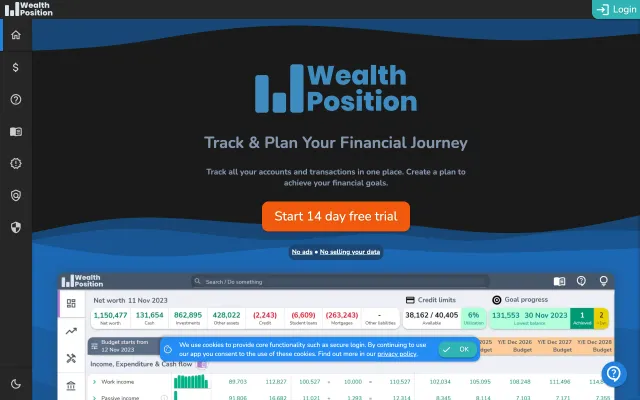 Wealth
Position
Login
Wealth
Position
Track & Plan Your Financial Journey
Track all your accounts and transactions in one place. Create a plan to
achieve your financial goals.
Start 14 day free trial
No ads • No selling your data
Wealth
Position
Search / Do something
Net worth 11 Nov 2023
Credit limits
Goal progress
1,150,477 131,654 862,895 428,022 (2,243) (6,609) (263,243) -
Net worth Cash Investments Other assets Credit Student loans Mortgages Other liabilities
38,162 / 40,405 6%
Available Utilization
131,553 30 Nov 2023 1 2
Lowest balance Achieved
Budget starts from
12 Nov 2023
2025 Y/E Dec 2026 Y/E Dec 2027 Y/E Dec 2028
Budget Budget Budget
We use cookies to provide core functionality such as secure login. By continuing to
use our app you consent to the use of these cookies. Find out more in our privacy policy.
OK
Income, Expenditure & Cash flow
Work income 89,703 112,827 100,527 10,000 110,527 102,034 105,095 108,248 111,496
Passive income 91,806 16,682 11,021 1,293 12,314 8,345 8,114